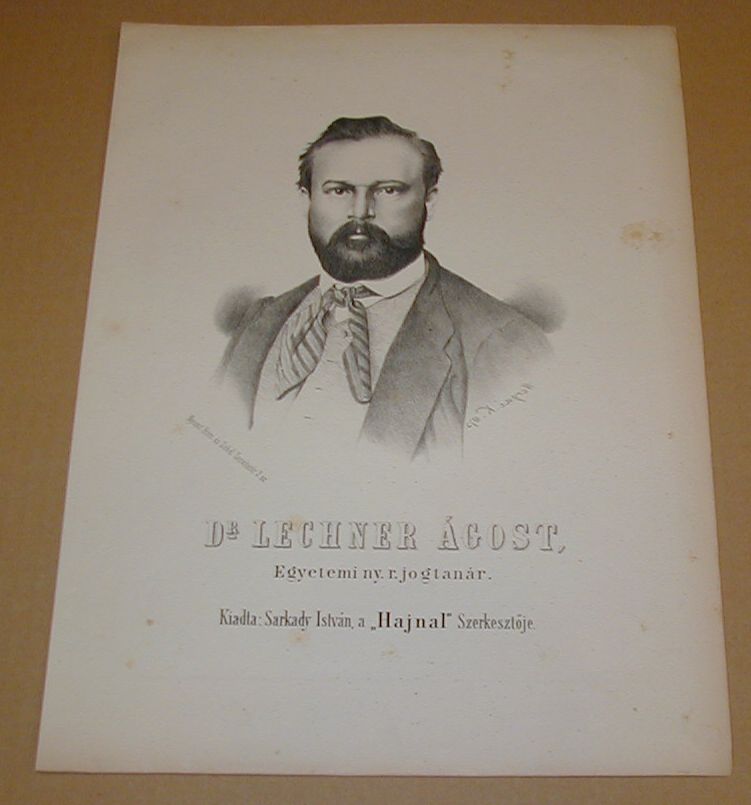 DR LECHNER ÁGOST,
Egyetemi ny. r. jogtanár.
Kiadta: Sarkady István, a „Hajnal" Szerkesztője.